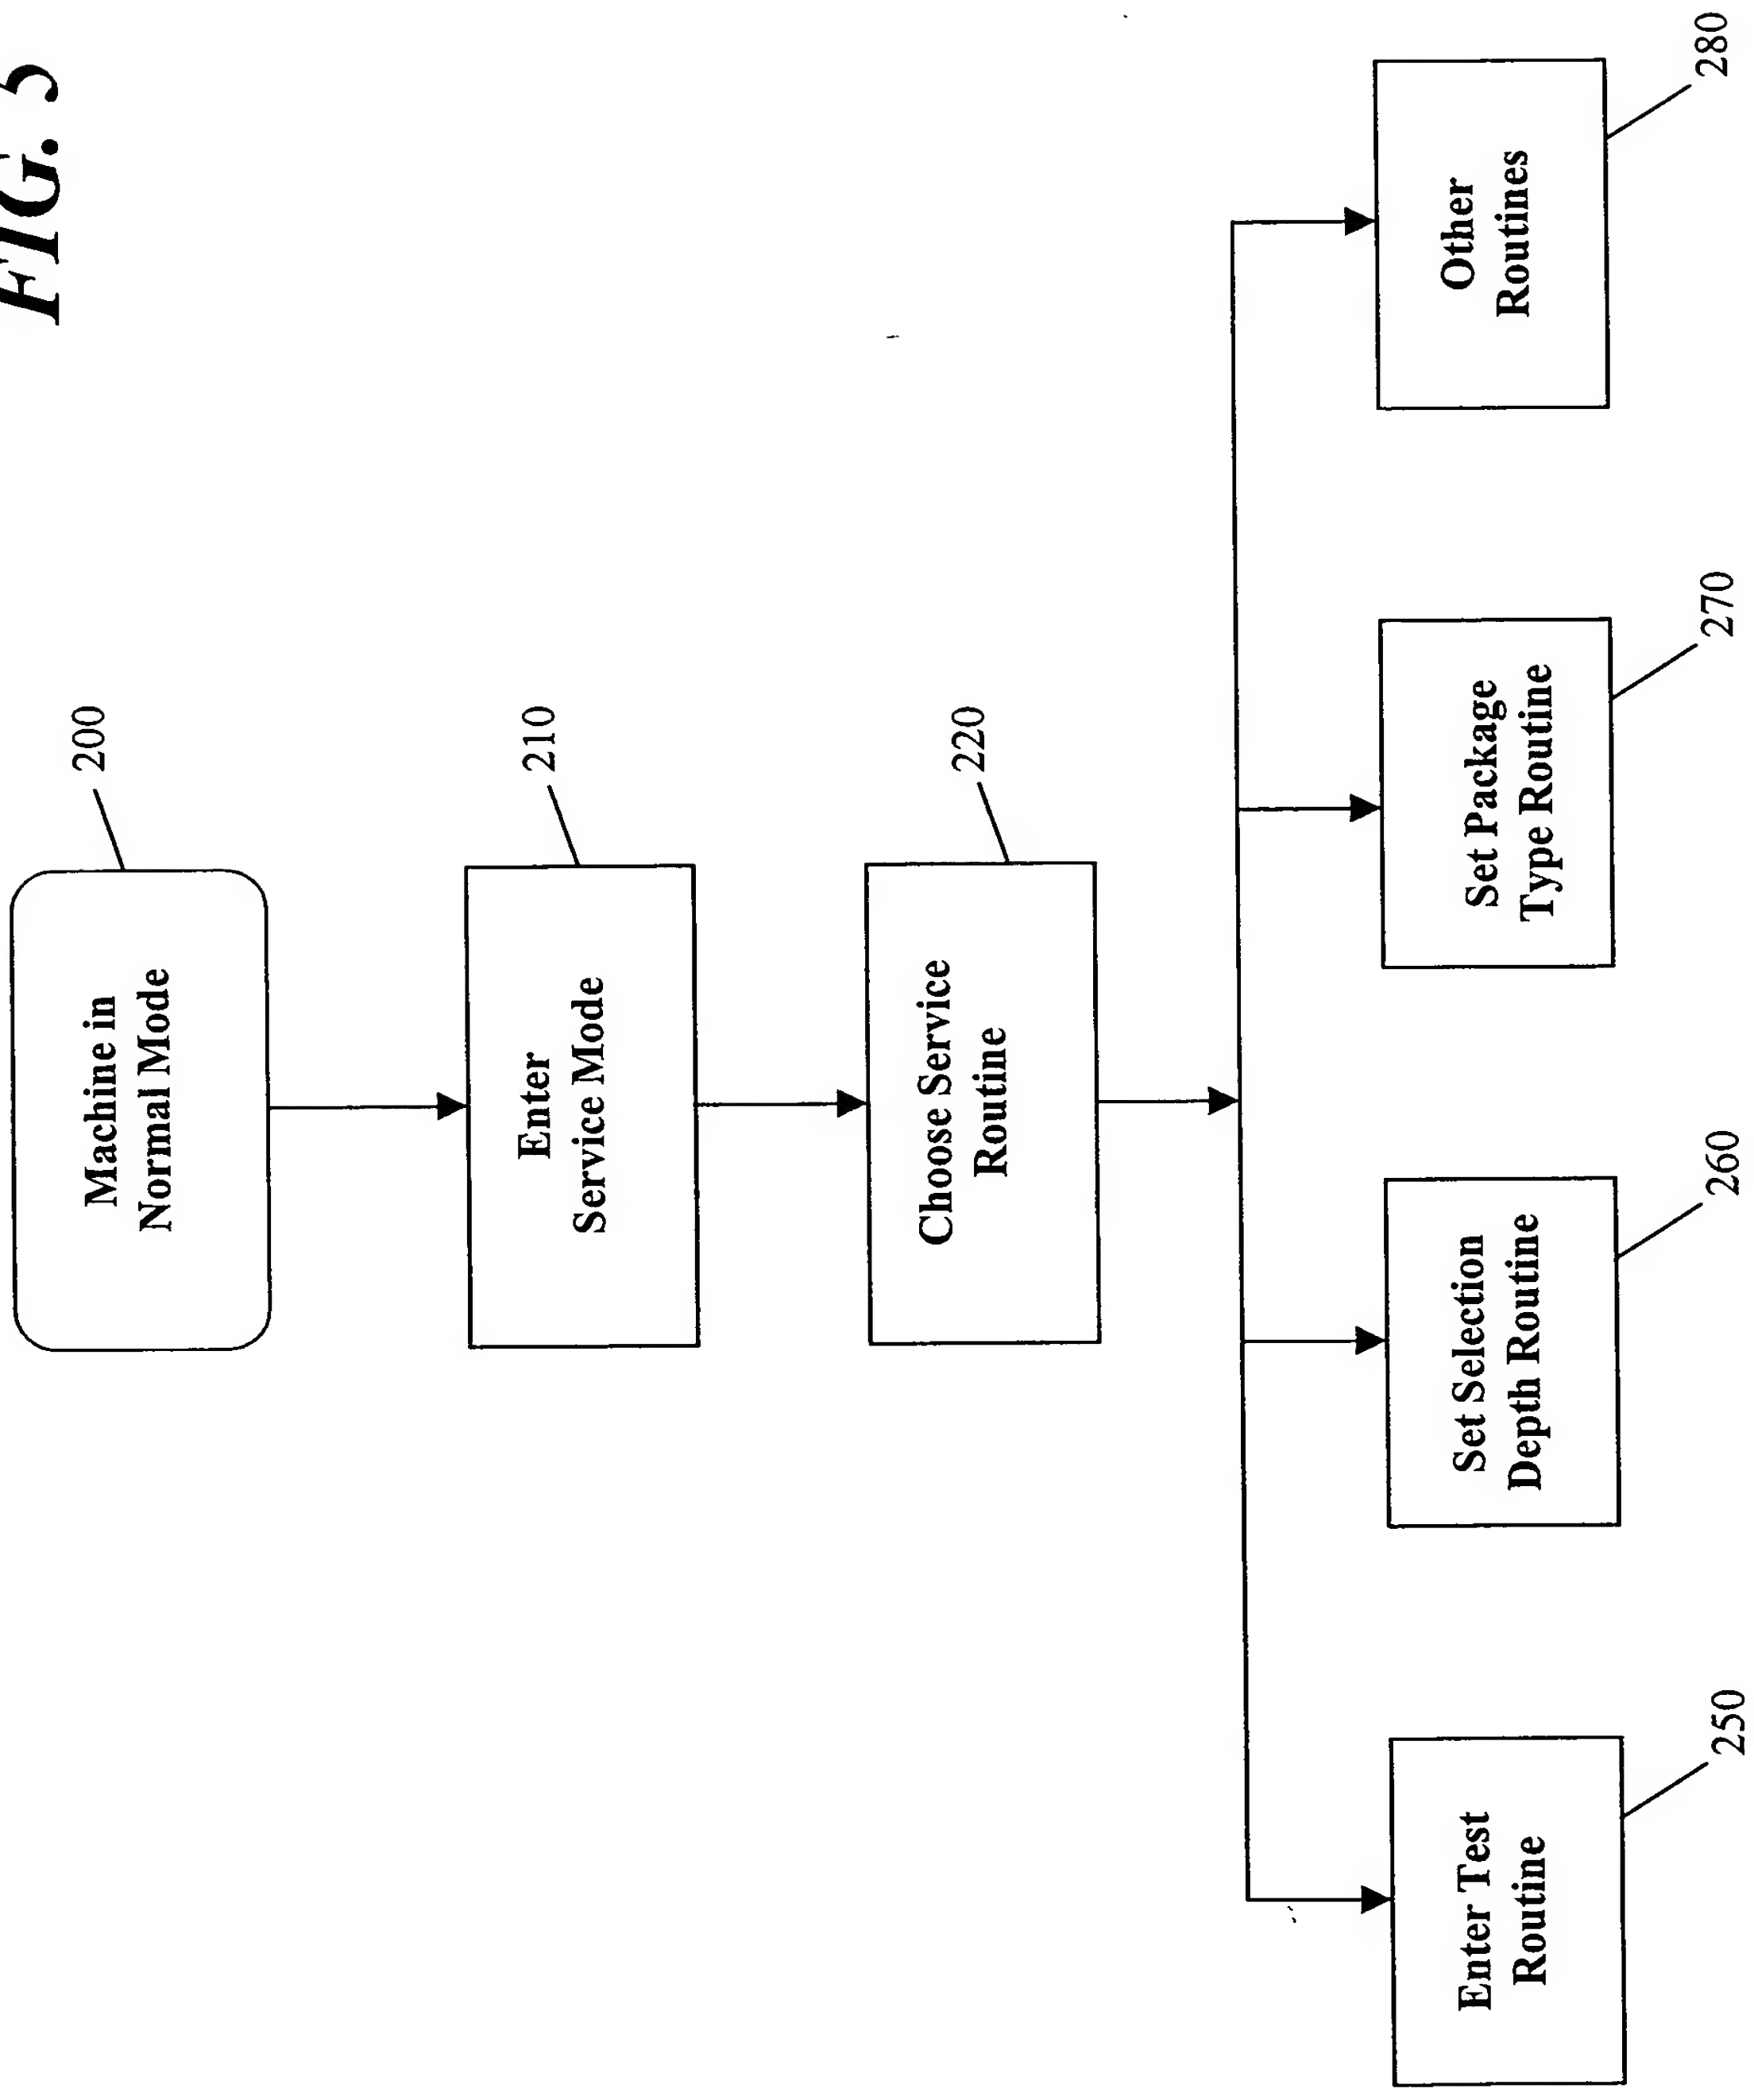 FIG. 5
Machine in
Normal Mode
200
Enter
Service Mode
210
Choose Service
Routine
220
Enter Test
Routine
250
Set Selection
Depth Routine
260
Set Package
Type Routine
270
Other
Routines
280